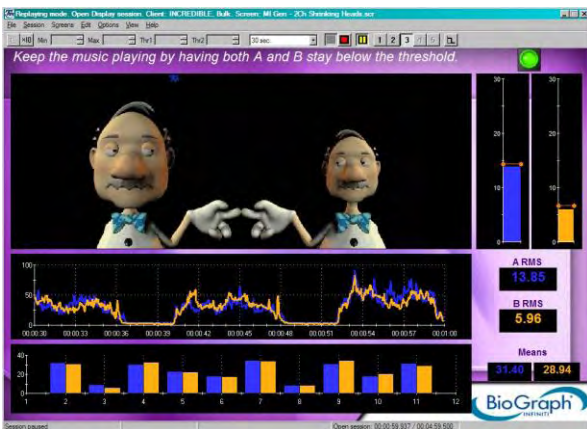 Replaying mode. Open Display session. Client: INCREDIBLE, Bulk. Screen: MI Gen - 2Ch Shrinking Heads.scr
File Session Screens Edit Options View Help
Min Max Thr1 Thr2 30 sec. 1 2 3 4 5
Keep the music playing by having both A and B stay below the threshold.
30 30
20 20
10 10
0 0
A RMS
13.85
B RMS
5.96
Means
31.40 28.94
100
50
0
00:00:30 00:00:33 00:00:36 00:00:39 00:00:42 00:00:45 00:00:48 00:00:51 00:00:54 00:00:57 00:01:00
40
20
0
2 3 4 5 6 7 8 9 10 11 12
BioGraph
INFINITI
Session paused Open session: 00:00:59.937 / 00:04:59.500